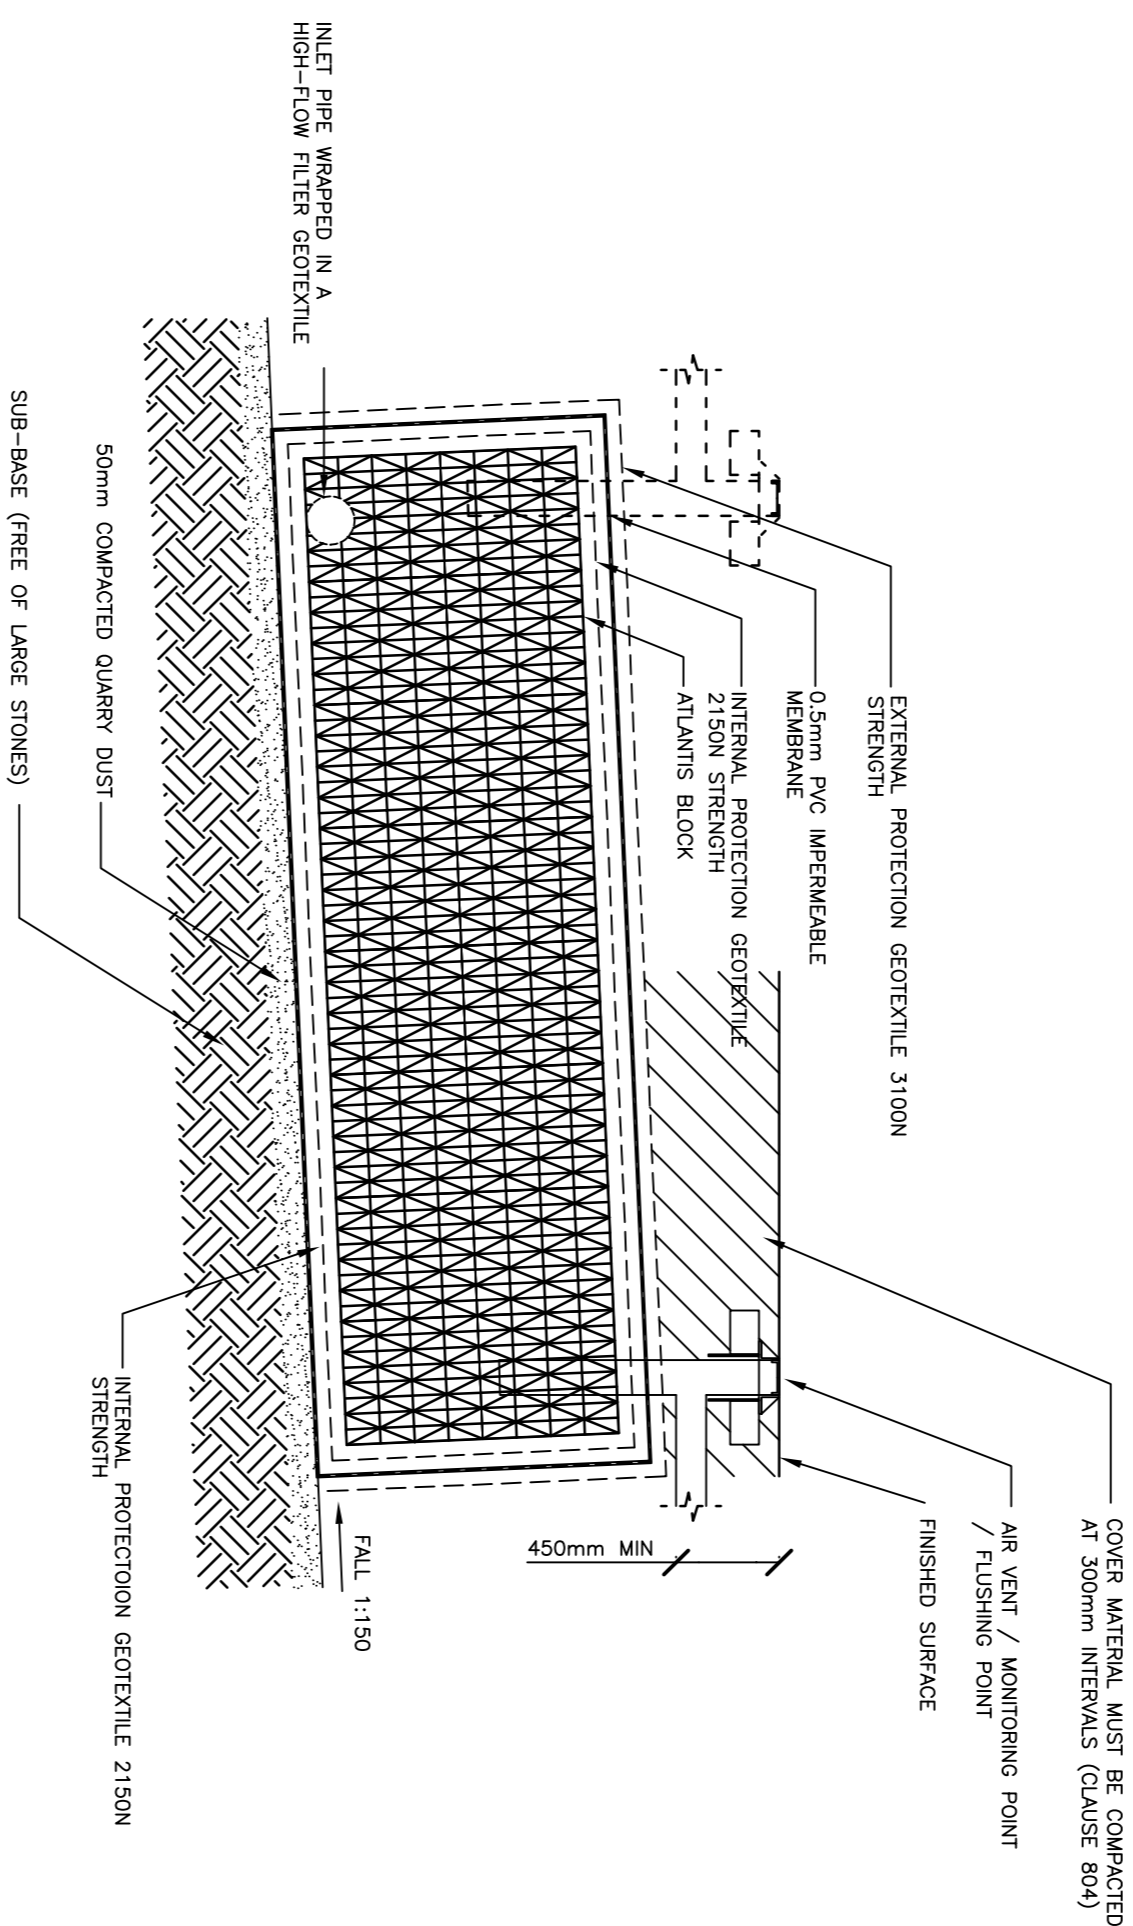 COVER MATERIAL MUST BE COMPACTED
AT 300mm INTERVALS (CLAUSE 804)
AIR VENT / MONITORING POINT
/ FLUSHING POINT
FINISHED SURFACE
EXTERNAL PROTECTION GEOTEXTILE 3100N
STRENGTH
0.5mm PVC IMPERMEABLE
MEMBRANE
INTERNAL PROTECTION GEOTEXTILE
2150N STRENGTH
ATLANTIS BLOCK
450mm MIN
FALL 1:150
INLET PIPE WRAPPED IN A
HIGH-FLOW FILTER GEOTEXTILE
INTERNAL PROTECTOION GEOTEXTILE 2150N
STRENGTH
50mm COMPACTED QUARRY DUST
SUB-BASE (FREE OF LARGE STONES)